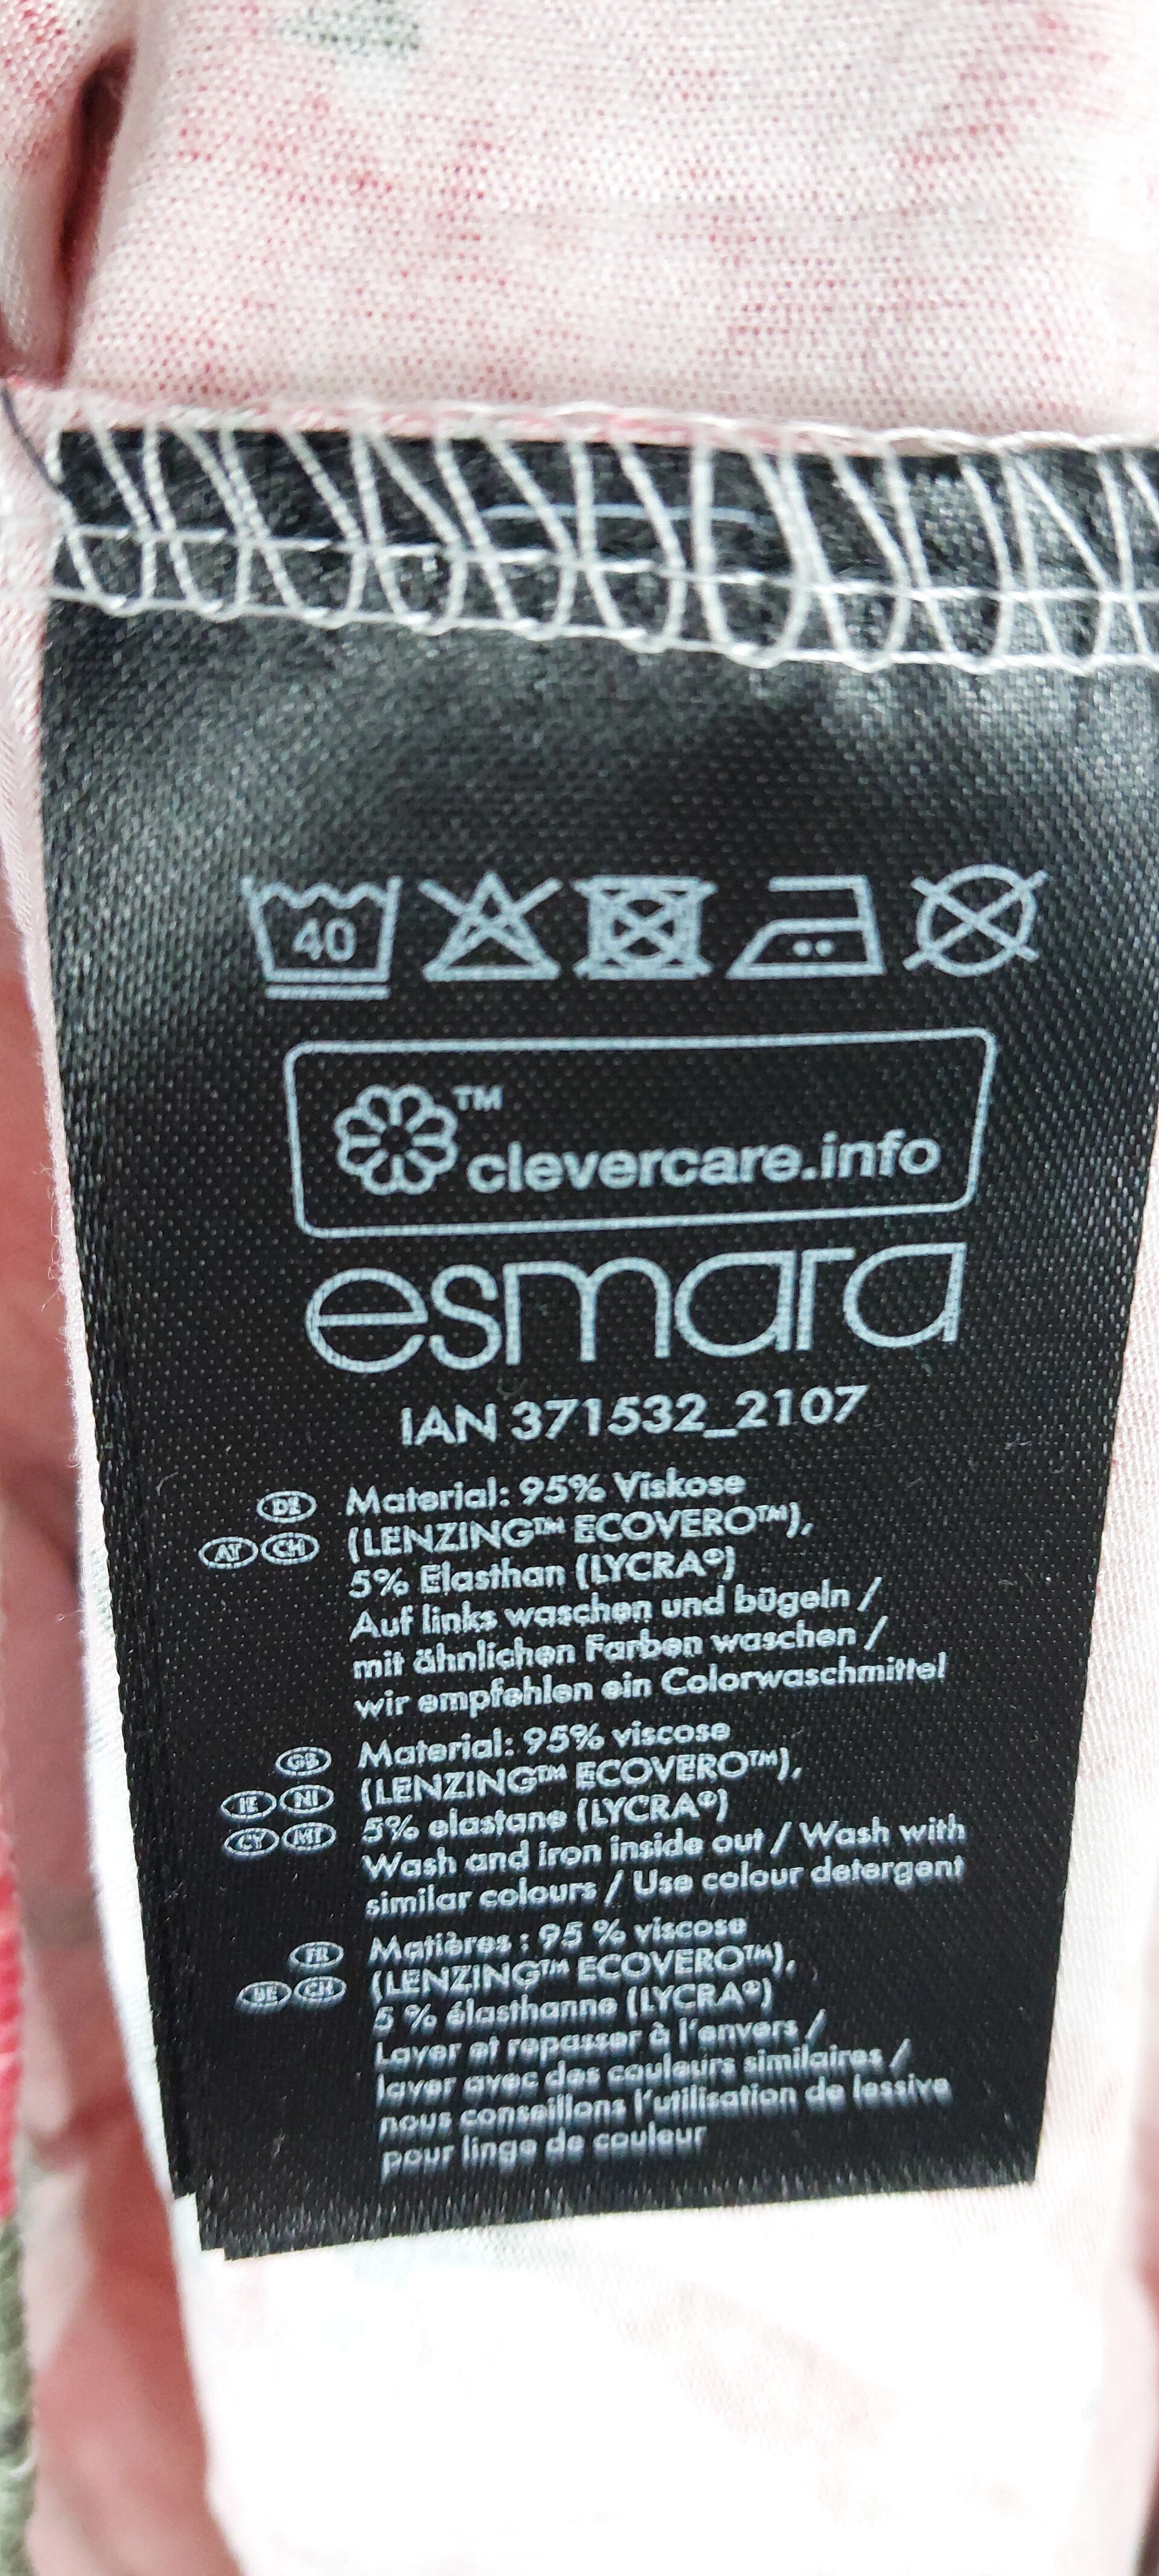 40
™
clevercare.info
esmara
IAN 371532_2107
DE Material: 95% Viskose
AT CH (LENZING™ ECOVERO™),
5% Elasthan (LYCRA®)
Auf links waschen und bügeln /
mit ähnlichen Farben waschen /
wir empfehlen ein Colorwaschmittel
GB Material: 95% viscose
IE NI (LENZING™ ECOVERO™),
CY MT 5% elastane (LYCRA®)
Wash and iron inside out / Wash with
similar colours / Use colour detergent
FR Matières : 95 % viscose
BE CH (LENZING™ ECOVERO™),
5 % élasthanne (LYCRA®)
Laver et repasser à l'envers /
laver avec des couleurs similaires /
nous conseillons l'utilisation de lessive
pour linge de couleur